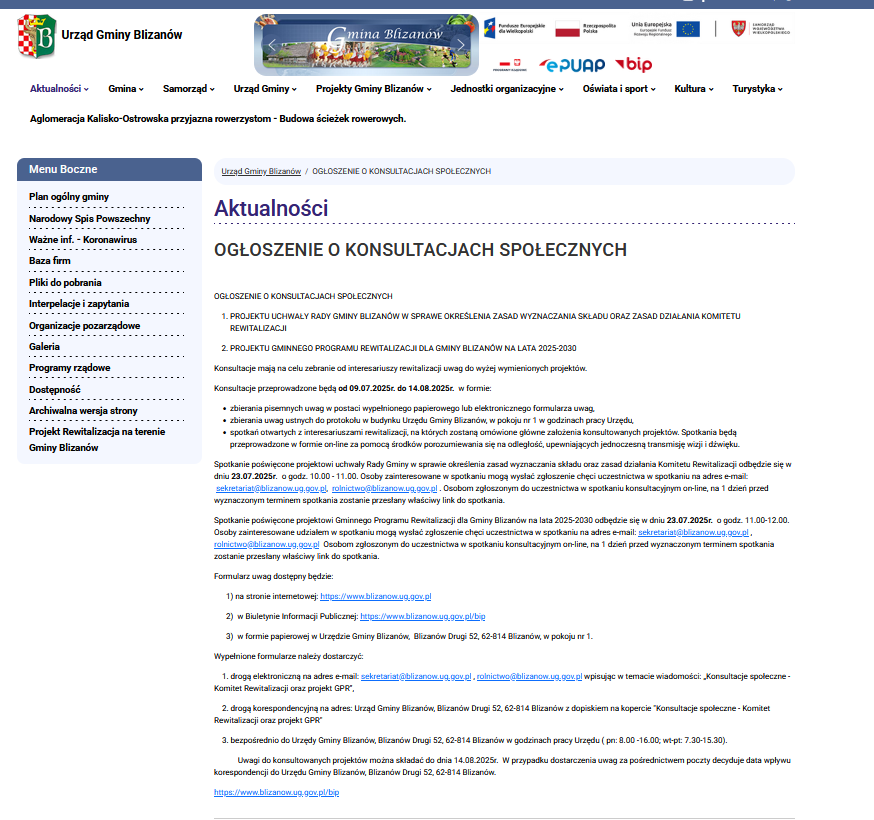 Urząd Gminy Blizanów
Gmina Blizanów
Fundusze Europejskie
dla Wielkopolski
Rzeczpospolita
Polska
Unia Europejska
Europejski Fundusz
Rozwoju Regionalnego
SAMORZĄD
WOJEWÓDZTWA
WIELKOPOLSKIEGO
ePUAP
bip
Aktualności
Gmina
Samorząd
Urząd Gminy
Projekty Gminy Blizanów
Jednostki organizacyjne
Oświata i sport
Kultura
Turystyka
Aglomeracja Kalisko-Ostrowska przyjazna rowerzystom - Budowa ścieżek rowerowych.
Menu Boczne
Plan ogólny gminy
Narodowy Spis Powszechny
Ważne inf. - Koronawirus
Baza firm
Pliki do pobrania
Interpelacje i zapytania
Organizacje pozarządowe
Galeria
Programy rządowe
Dostępność
Archiwalna wersja strony
Projekt Rewitalizacja na terenie
Gminy Blizanów
Urząd Gminy Blizanów / OGŁOSZENIE O KONSULTACJACH SPOŁECZNYCH
Aktualności
OGŁOSZENIE O KONSULTACJACH SPOŁECZNYCH
OGŁOSZENIE O KONSULTACJACH SPOŁECZNYCH
1. PROJEKTU UCHWAŁY RADY GMINY BLIZANÓW W SPRAWE OKREŚLENIA ZASAD WYZNACZANIA SKŁADU ORAZ ZASAD DZIAŁANIA KOMITETU
REWITALIZACJI
2. PROJEKTU GMINNEGO PROGRAMU REWITALIZACJI DLA GMINY BLIZANÓW NA LATA 2025-2030
Konsultacje mają na celu zebranie od interesariuszy rewitalizacji uwag do wyżej wymienionych projektów.
Konsultacje przeprowadzone będą od 09.07.2025r. do 14.08.2025r. w formie:
• zbierania pisemnych uwag w postaci wypełnionego papierowego lub elektronicznego formularza uwag,
• zbierania uwag ustnych do protokołu w budynku Urzędu Gminy Blizanów, w pokoju nr 1 w godzinach pracy Urzędu,
• spotkań otwartych z interesariuszami rewitalizacji, na których zostaną omówione główne założenia konsultowanych projektów. Spotkania będą
przeprowadzone w formie on-line za pomocą środków porozumiewania się na odległość, upewniających jednoczesną transmisję wizji i dźwięku.
Spotkanie poświęcone projektowi uchwały Rady Gminy w sprawie określenia zasad wyznaczania składu oraz zasad działania Komitetu Rewitalizacji odbędzie się w
dniu 23.07.2025r. o godz. 10.00 - 11.00. Osoby zainteresowane w spotkaniu mogą wysłać zgłoszenie chęci uczestnictwa w spotkaniu na adres e-mail:
sekretariat@blizanow.ug.gov.pl, rolnictwo@blizanow.ug.gov.pl . Osobom zgłoszonym do uczestnictwa w spotkaniu konsultacyjnym on-line, na 1 dzień przed
wyznaczonym terminem spotkania zostanie przesłany właściwy link do spotkania.
Spotkanie poświęcone projektowi Gminnego Programu Rewitalizacji dla Gminy Blizanów na lata 2025-2030 odbędzie się w dniu 23.07.2025r. o godz. 11.00-12.00.
Osoby zainteresowane udziałem w spotkaniu mogą wysłać zgłoszenie chęci uczestnictwa w spotkaniu na adres e-mail: sekretariat@blizanow.ug.gov.pl ,
rolnictwo@blizanow.ug.gov.pl Osobom zgłoszonym do uczestnictwa w spotkaniu konsultacyjnym on-line, na 1 dzień przed wyznaczonym terminem spotkania
zostanie przesłany właściwy link do spotkania.
Formularz uwag dostępny będzie:
1) na stronie internetowej: https://www.blizanow.ug.gov.pl
2) w Biuletynie Informacji Publicznej: https://www.blizanow.ug.gov.pl/bip
3) w formie papierowej w Urzędzie Gminy Blizanów, Blizanów Drugi 52, 62-814 Blizanów, w pokoju nr 1.
Wypełnione formularze należy dostarczyć:
1. drogą elektroniczną na adres e-mail: sekretariat@blizanow.ug.gov.pl , rolnictwo@blizanow.ug.gov.pl wpisując w temacie wiadomości: „Konsultacje społeczne -
Komitet Rewitalizacji oraz projekt GPR",
2. drogą korespondencyjną na adres: Urząd Gminy Blizanów, Blizanów Drugi 52, 62-814 Blizanów z dopiskiem na kopercie "Konsultacje społeczne - Komitet
Rewitalizacji oraz projekt GPR"
3. bezpośrednio do Urzędy Gminy Blizanów, Blizanów Drugi 52, 62-814 Blizanów w godzinach pracy Urzędu ( pn: 8.00 -16.00; wt-pt: 7.30-15.30).
Uwagi do konsultowanych projektów można składać do dnia 14.08.2025r. W przypadku dostarczenia uwag za pośrednictwem poczty decyduje data wpływu
korespondencji do Urzędu Gminy Blizanów, Blizanów Drugi 52, 62-814 Blizanów.
https://www.blizanow.ug.gov.pl/bip